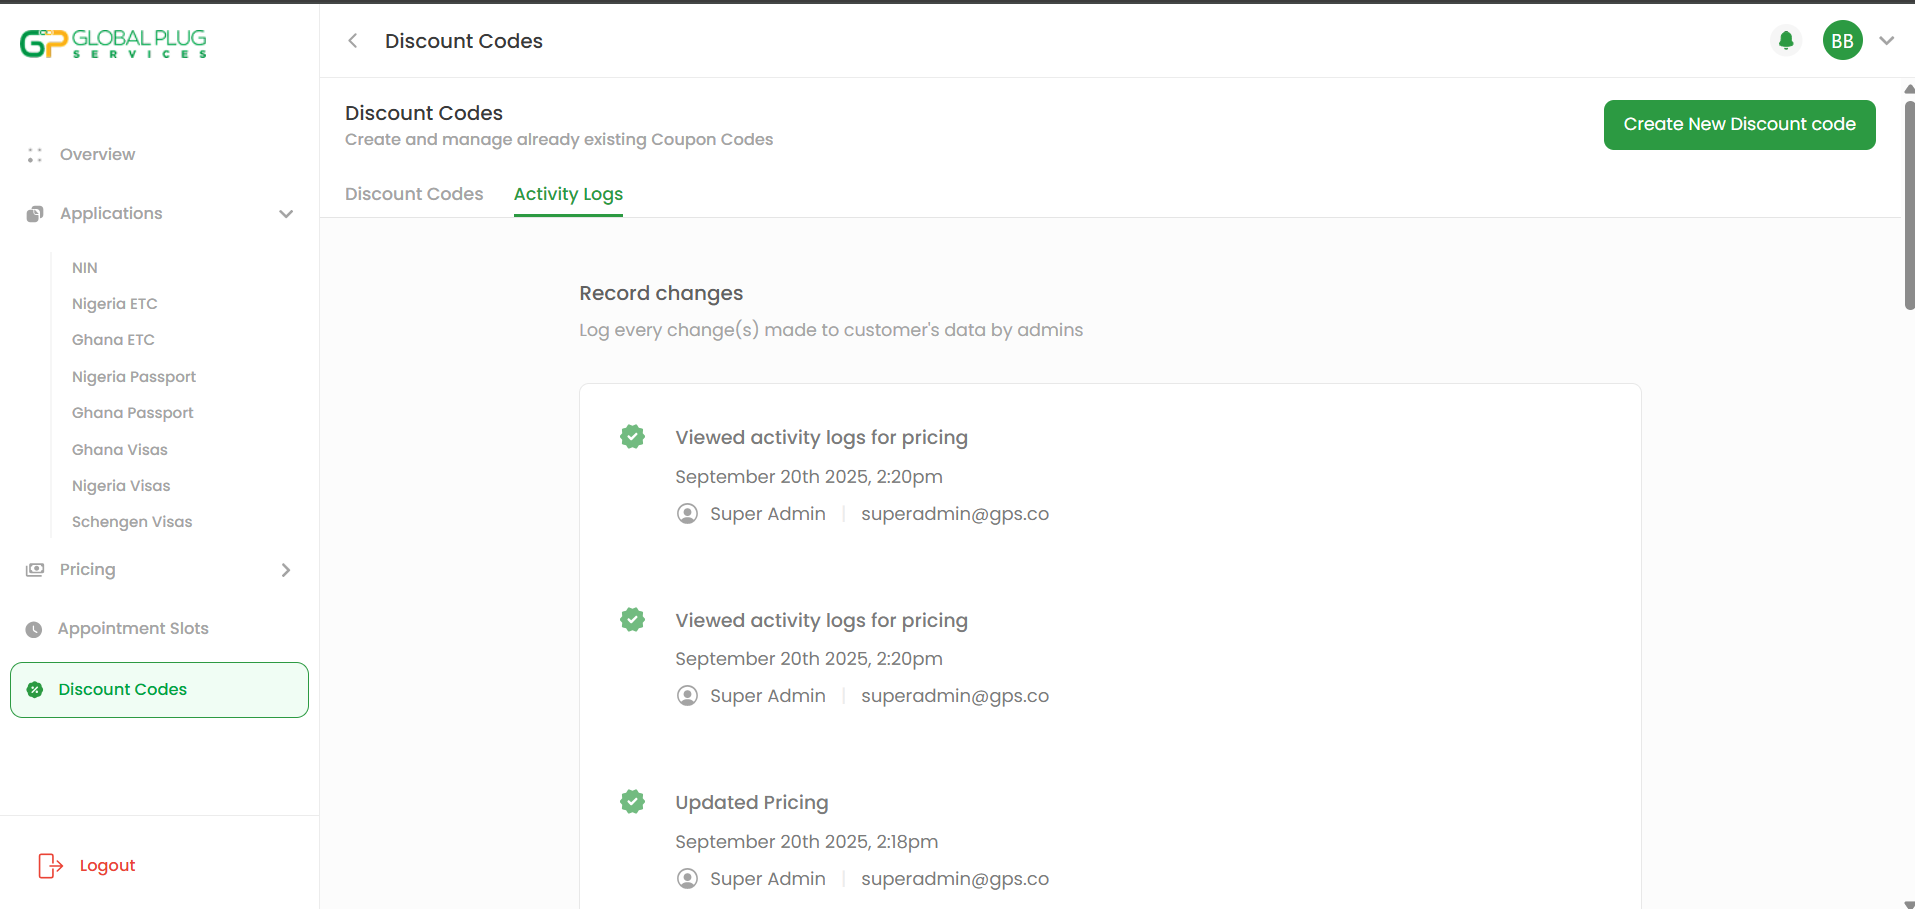 GP GLOBAL PLUG
SERVICES
Overview
Applications
NIN
Nigeria ETC
Ghana ETC
Nigeria Passport
Ghana Passport
Ghana Visas
Nigeria Visas
Schengen Visas
Pricing
Appointment Slots
Discount Codes
Logout
Discount Codes
BB
Discount Codes
Create and manage already existing Coupon Codes
Create New Discount code
Discount Codes Activity Logs
Record changes
Log every change(s) made to customer's data by admins
Viewed activity logs for pricing
September 20th 2025, 2:20pm
Super Admin | superadmin@gps.co
Viewed activity logs for pricing
September 20th 2025, 2:20pm
Super Admin | superadmin@gps.co
Updated Pricing
September 20th 2025, 2:18pm
Super Admin | superadmin@gps.co